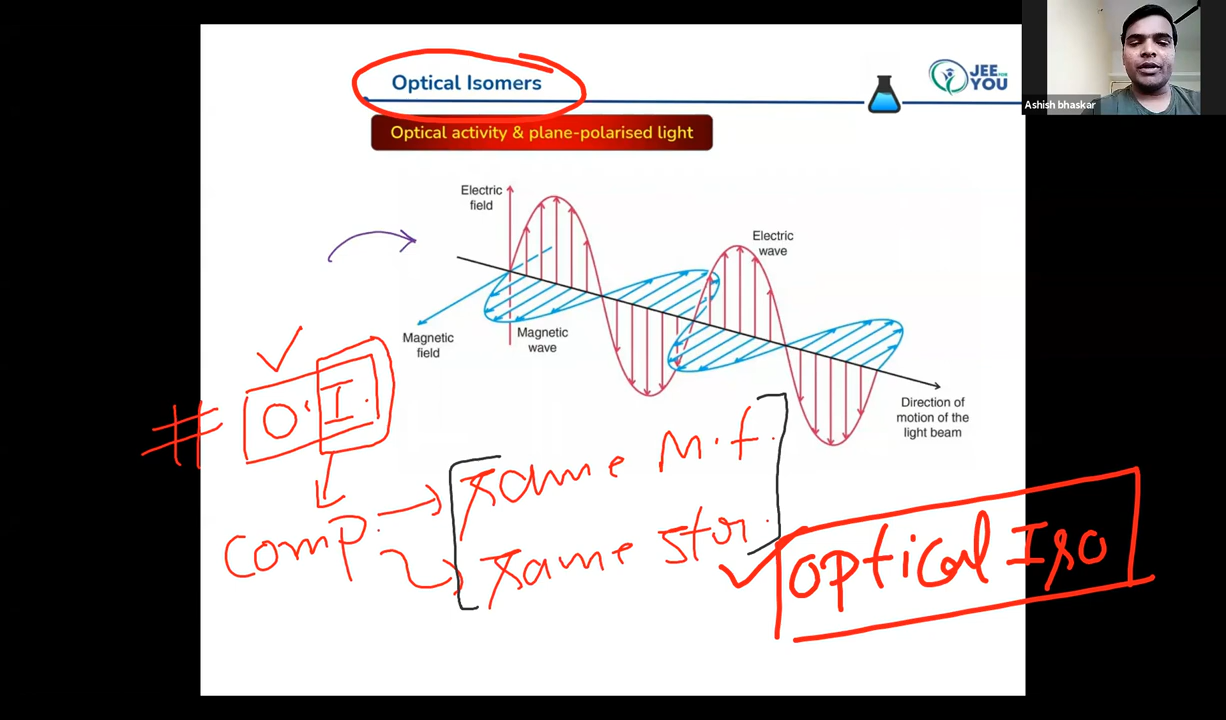 Optical Isomers
JEE FOR YOU
Ashish bhaskar
Optical activity & plane-polarised light
Electric
field
Electric
wave
Magnetic
field
Magnetic
wave
Direction of
motion of the
light beam
# O.I.
comp. same M.f.
same str.
optical Iso